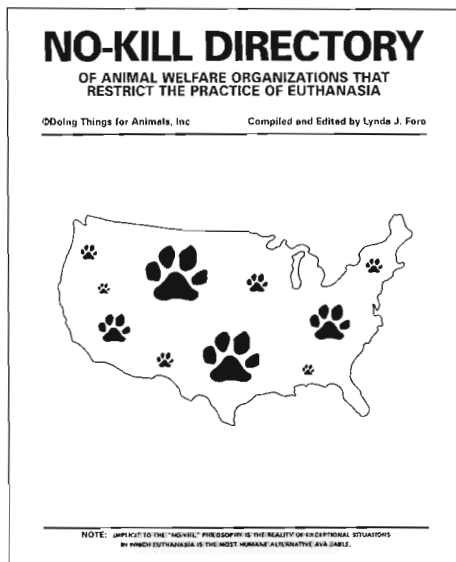 NO-KILL DIRECTORY
OF ANIMAL WELFARE ORGANIZATIONS THAT
RESTRICT THE PRACTICE OF EUTHANASIA
©Doing Things for Animals, Inc Compiled and Edited by Lynda J. Foro
NOTE: IMPLICIT TO THE "NO-KILL" PHILOSOPHY IS THE REALITY OF EXCEPTIONAL SITUATIONS
IN WHICH EUTHANASIA IS THE MOST HUMANE ALTERNATIVE AVAILABLE.